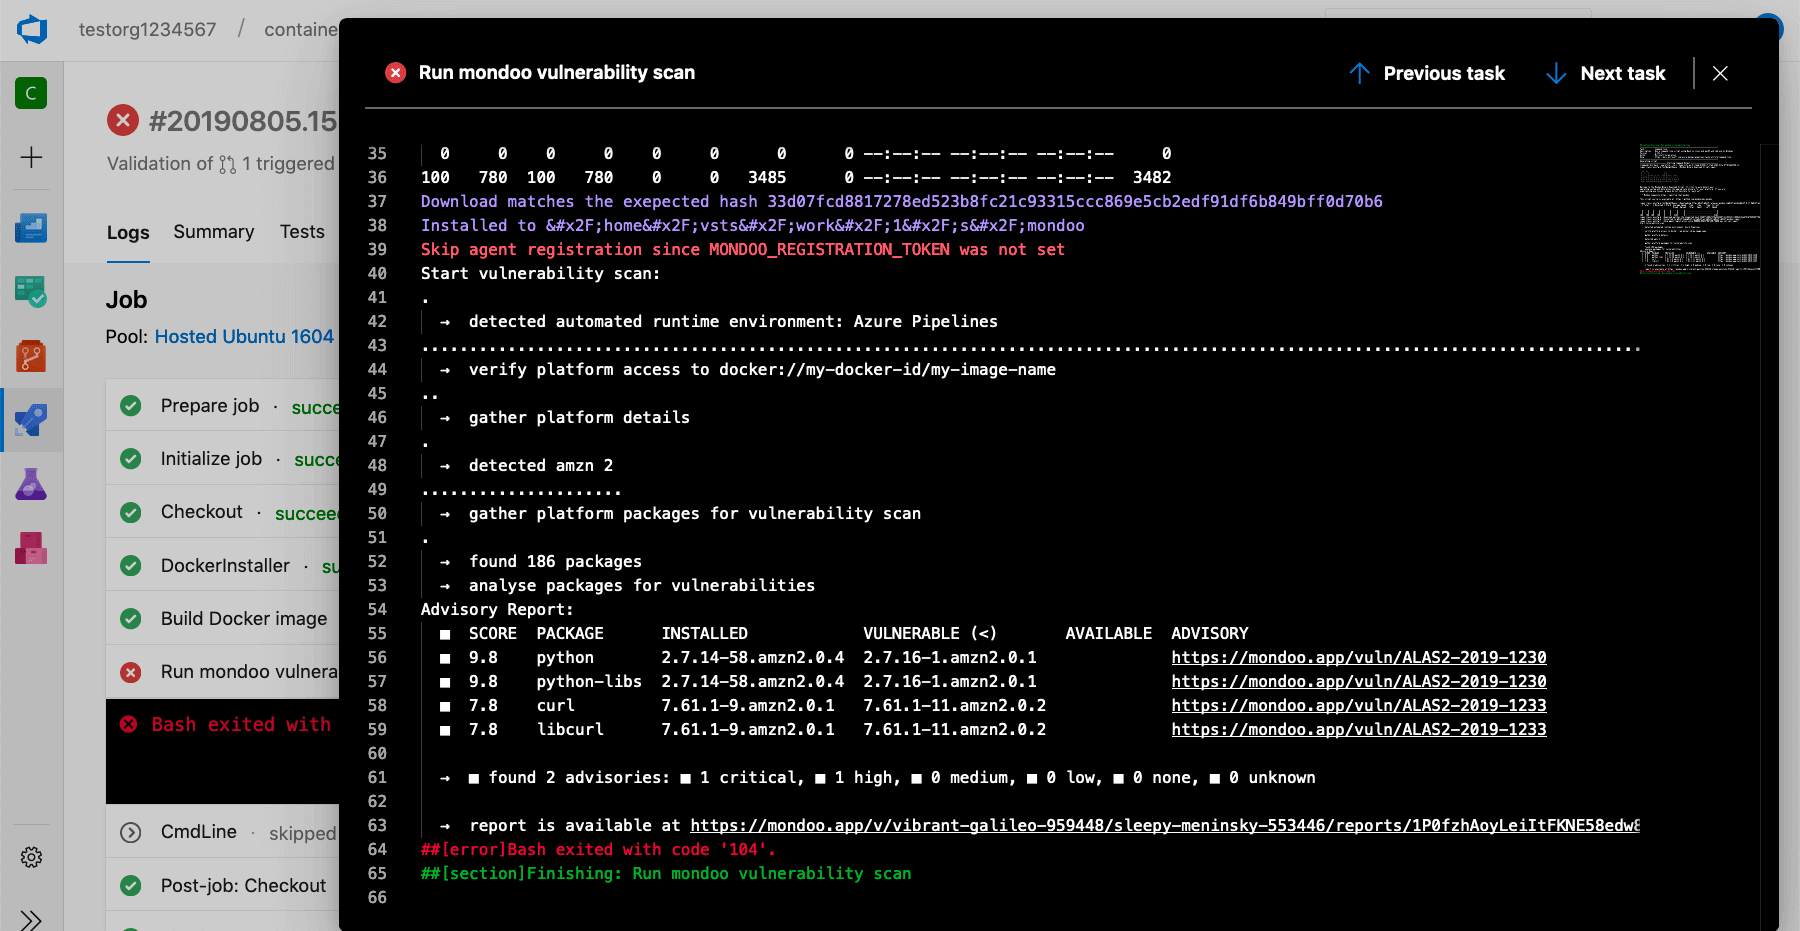 testorg1234567 / containe
C
#20190805.15
Validation of 1 triggered
Logs Summary Tests
Job
Pool: Hosted Ubuntu 1604
Prepare job · succe
Initialize job · succe
Checkout · succee
DockerInstaller · su
Build Docker image
Run mondoo vulnera
Bash exited with
CmdLine · skipped
Post-job: Checkout
Run mondoo vulnerability scan
Previous task Next task
35 0 0 0 0 0 0 0 0 --:--:-- --:--:-- --:--:-- 0
36 100 780 100 780 0 0 3485 0 --:--:-- --:--:-- --:--:-- 3482
37 Download matches the exepected hash 33d07fcd8817278ed523b8fc21c93315ccc869e5cb2edf91df6b849bff0d70b6
38 Installed to &#x2F;home&#x2F;vsts&#x2F;work&#x2F;1&#x2F;s&#x2F;mondoo
39 Skip agent registration since MONDOO_REGISTRATION_TOKEN was not set
40 Start vulnerability scan:
41 .
42 → detected automated runtime environment: Azure Pipelines
43 ...............................................................................................................................
44 → verify platform access to docker://my-docker-id/my-image-name
45 ..
46 → gather platform details
47 .
48 → detected amzn 2
49 .....................
50 → gather platform packages for vulnerability scan
51 .
52 → found 186 packages
53 → analyse packages for vulnerabilities
54 Advisory Report:
55 ■ SCORE PACKAGE INSTALLED VULNERABLE (<) AVAILABLE ADVISORY
56 ■ 9.8 python 2.7.14-58.amzn2.0.4 2.7.16-1.amzn2.0.1 https://mondoo.app/vuln/ALAS2-2019-1230
57 ■ 9.8 python-libs 2.7.14-58.amzn2.0.4 2.7.16-1.amzn2.0.1 https://mondoo.app/vuln/ALAS2-2019-1230
58 ■ 7.8 curl 7.61.1-9.amzn2.0.1 7.61.1-11.amzn2.0.2 https://mondoo.app/vuln/ALAS2-2019-1233
59 ■ 7.8 libcurl 7.61.1-9.amzn2.0.1 7.61.1-11.amzn2.0.2 https://mondoo.app/vuln/ALAS2-2019-1233
60
61 → ■ found 2 advisories: ■ 1 critical, ■ 1 high, ■ 0 medium, ■ 0 low, ■ 0 none, ■ 0 unknown
62
63 → report is available at https://mondoo.app/v/vibrant-galileo-959448/sleepy-meninsky-553446/reports/1P0fzhAoyLeiItFKNE58edw8
64 ##[error]Bash exited with code '104'.
65 ##[section]Finishing: Run mondoo vulnerability scan
66